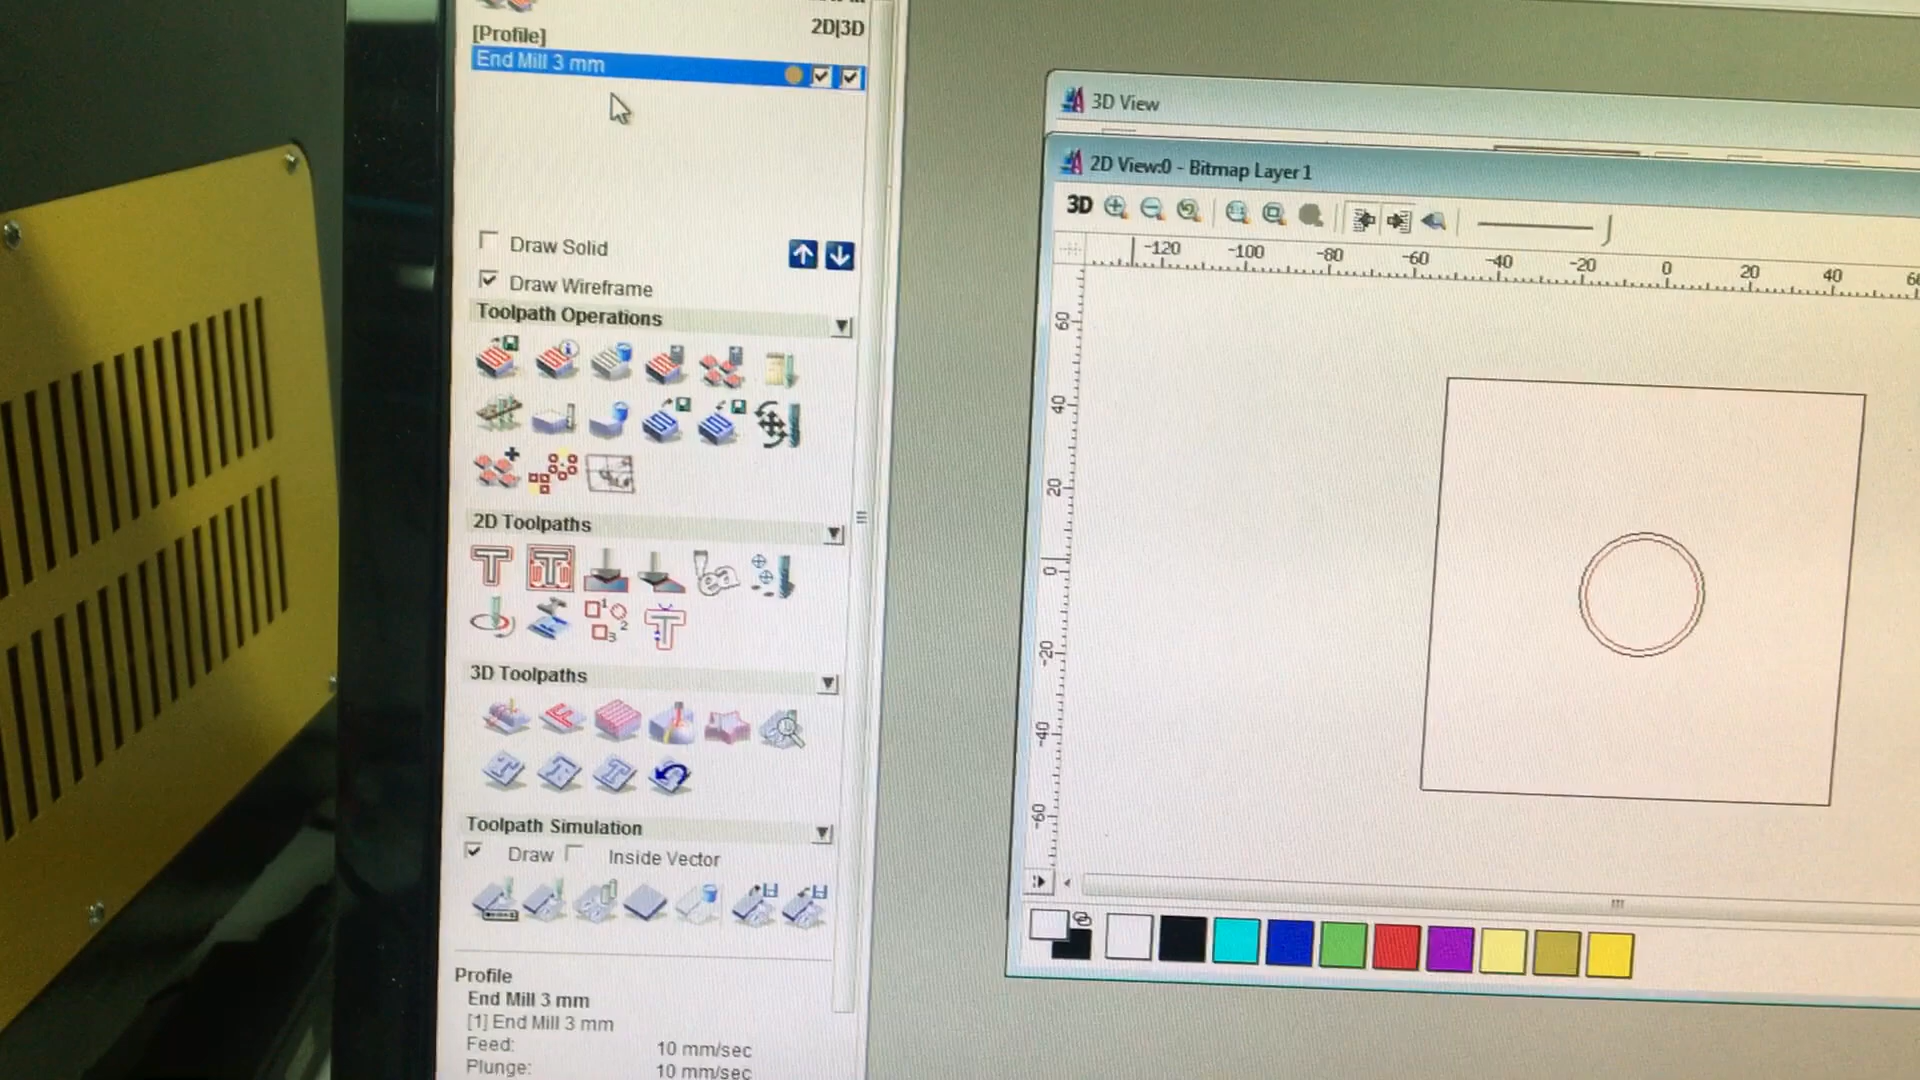 [Profile]
2D|3D
End Mill 3 mm
Draw Solid
Draw Wireframe
Toolpath Operations
2D Toolpaths
3D Toolpaths
Toolpath Simulation
Draw
Inside Vector
Profile
End Mill 3 mm
[1] End Mill 3 mm
Feed: 10 mm/sec
Plunge: 10 mm/sec
3D View
2D View:0 - Bitmap Layer 1
3D
-120 -100 -80 -60 -40 -20 0 20 40
60
40
20
0
-20
-40
-60